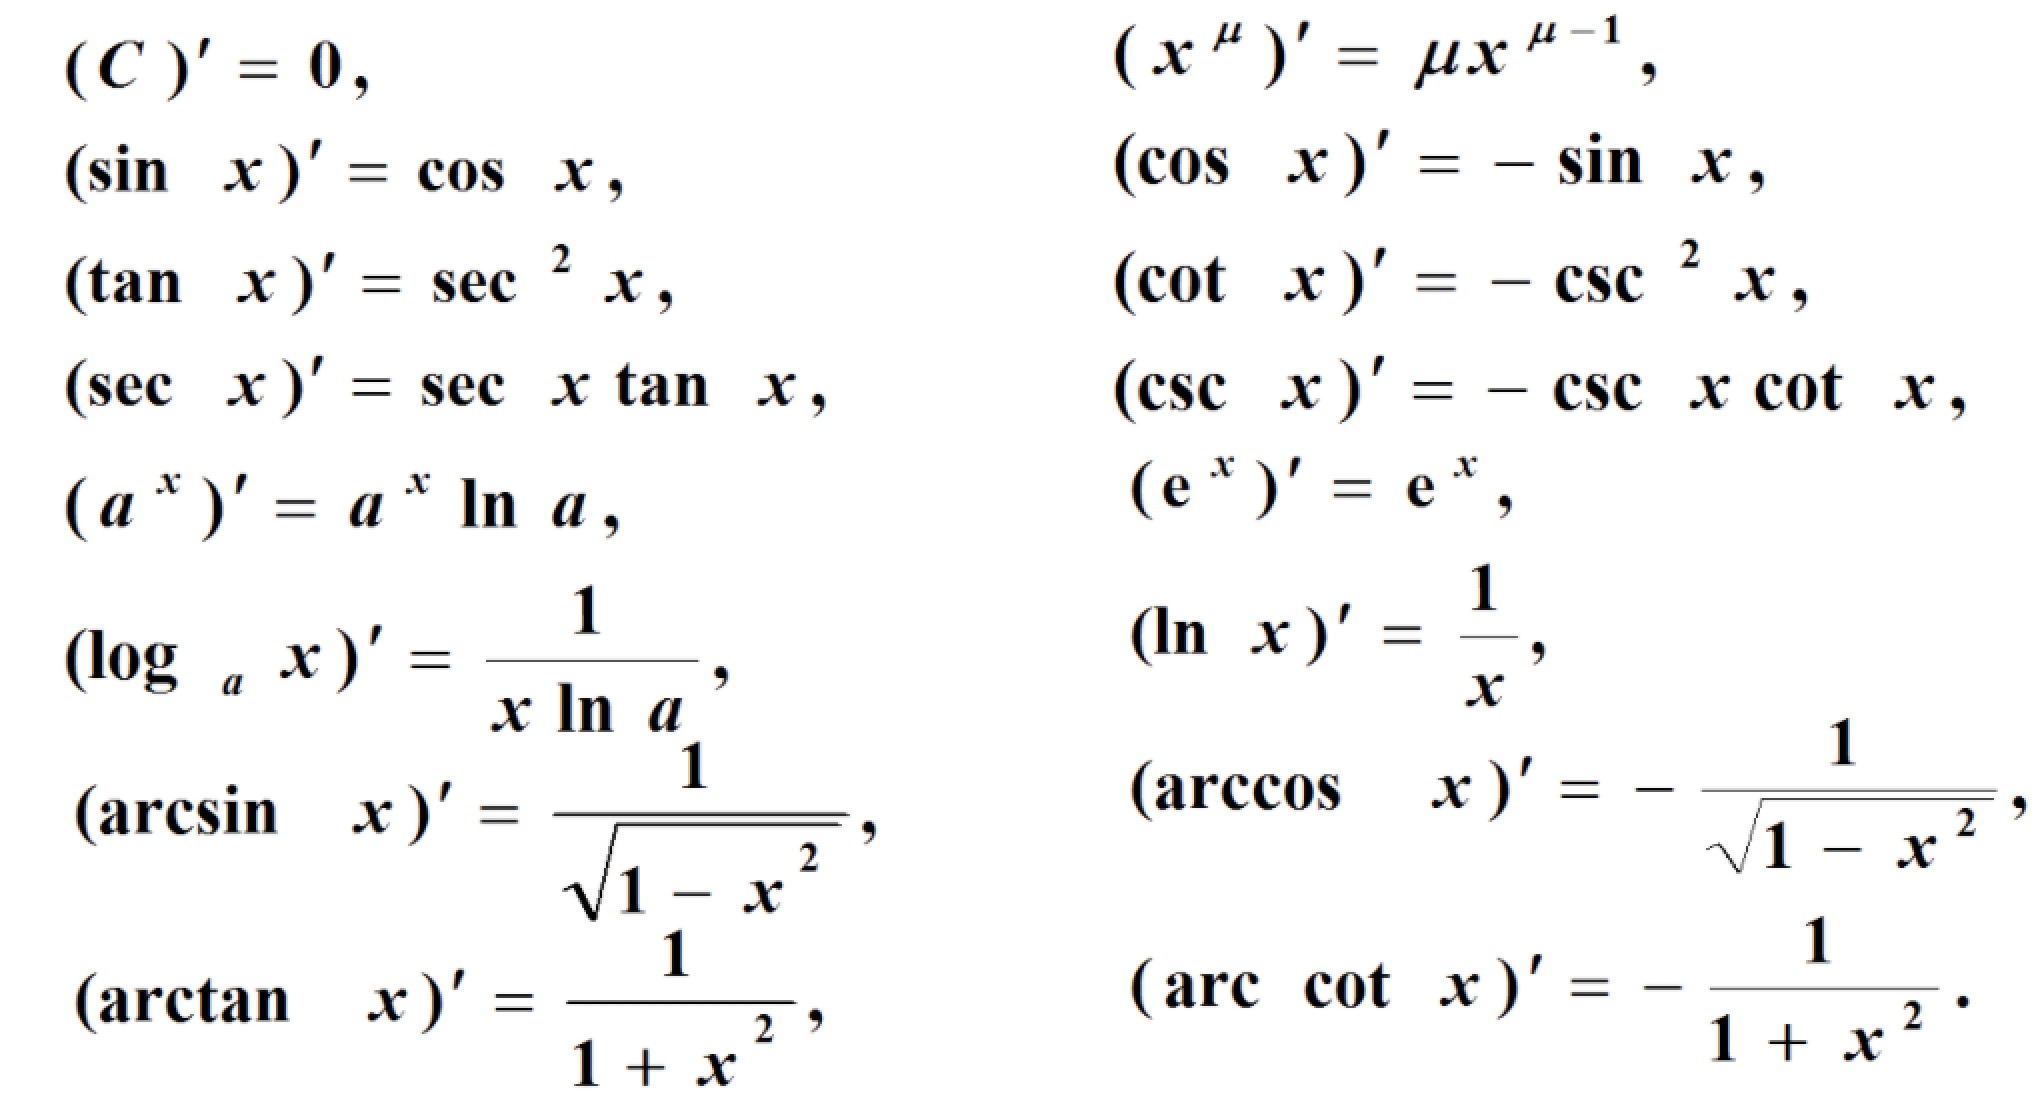 (C)′ = 0,
(x^μ)′ = μx^(μ−1),
(sin x)′ = cos x,
(cos x)′ = − sin x,
(tan x)′ = sec² x,
(cot x)′ = − csc² x,
(sec x)′ = sec x tan x,
(csc x)′ = − csc x cot x,
(a^x)′ = a^x ln a,
(e^x)′ = e^x,
(log_a x)′ = 1/(x ln a),
(ln x)′ = 1/x,
(arcsin x)′ = 1/√(1 − x²),
(arccos x)′ = − 1/√(1 − x²),
(arctan x)′ = 1/(1 + x²),
(arc cot x)′ = − 1/(1 + x²).